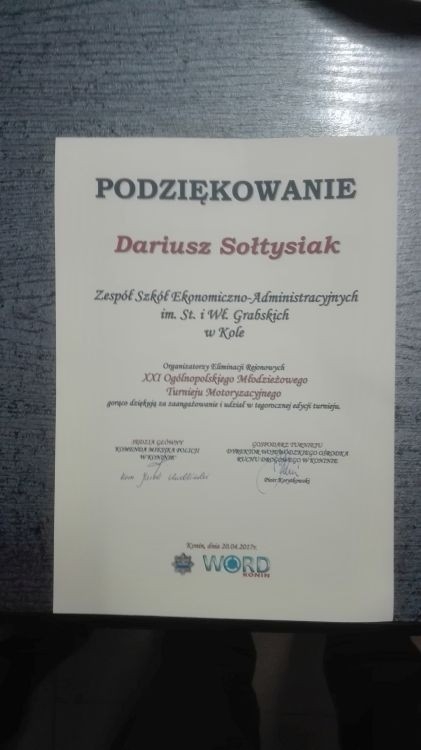 PODZIĘKOWANIE
Dariusz Sołtysiak
Zespół Szkół Ekonomiczno-Administracyjnych
im. St. i Wł. Grabskich
w Kole
Organizatorzy Eliminacji Rejonowych
XXI Ogólnopolskiego Młodzieżowego
Turnieju Motoryzacyjnego
gorąco dziękują za zaangażowanie i udział w tegorocznej edycji turnieju.
SĘDZIA GŁÓWNY
KOMENDA MIEJSKA POLICJI
W KONINIE
GOSPODARZ TURNIEJU
DYREKTOR WOJEWÓDZKIEGO OŚRODKA
RUCHU DROGOWEGO W KONINIE
Piotr Korytkowski
Konin, dnia 20.04.2017r.
WORD
KONIN